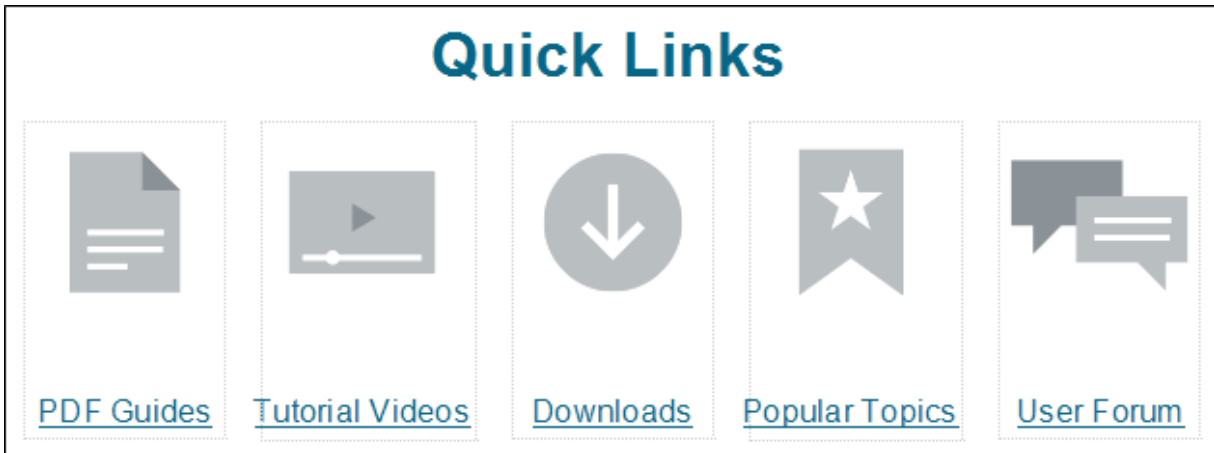 Quick Links
PDF Guides
Tutorial Videos
Downloads
Popular Topics
User Forum